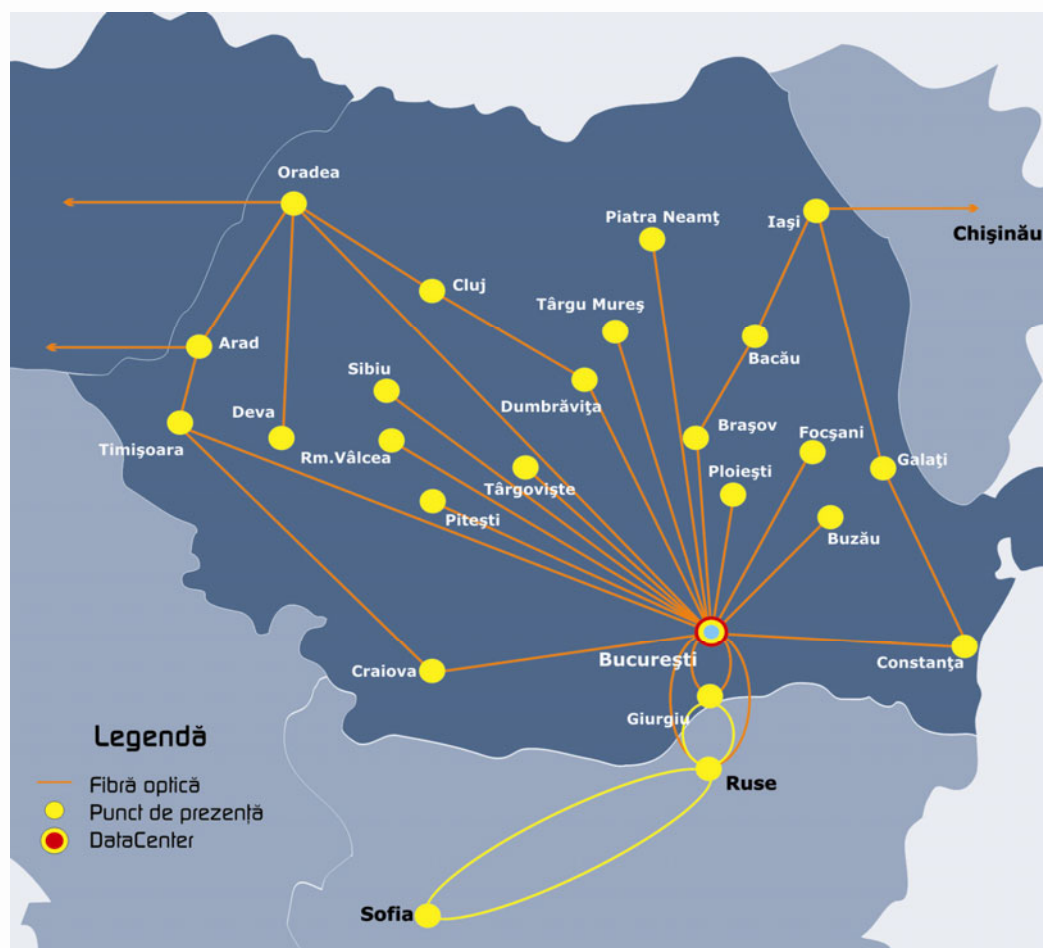 Oradea
Piatra Neamţ
Iaşi
Chişinău
Cluj
Târgu Mureş
Arad
Bacău
Sibiu
Deva
Dumbrăviţa
Braşov
Focşani
Timişoara
Rm.Vâlcea
Târgovişte
Ploieşti
Galaţi
Piteşti
Buzău
Bucureşti
Craiova
Constanţa
Giurgiu
Ruse
Sofia
Legendă
Fibră optică
Punct de prezenţă
DataCenter